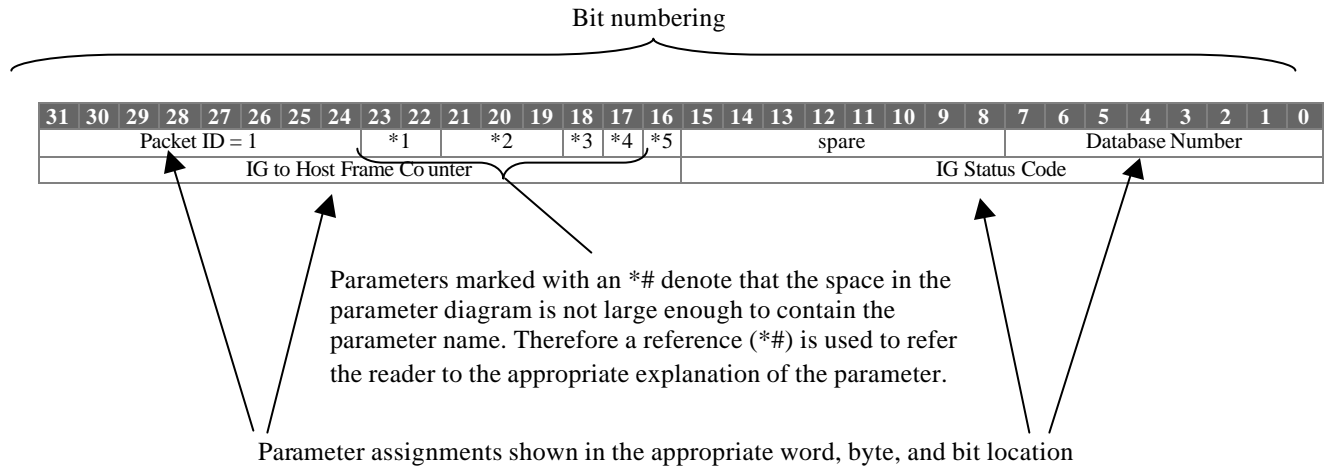 Bit numbering
31 30 29 28 27 26 25 24 23 22 21 20 19 18 17 16 15 14 13 12 11 10 9 8 7 6 5 4 3 2 1 0
Packet ID = 1 *1 *2 *3 *4 *5 spare Database Number
IG to Host Frame Co unter IG Status Code
Parameters marked with an *# denote that the space in the
parameter diagram is not large enough to contain the
parameter name. Therefore a reference (*#) is used to refer
the reader to the appropriate explanation of the parameter.
Parameter assignments shown in the appropriate word, byte, and bit location